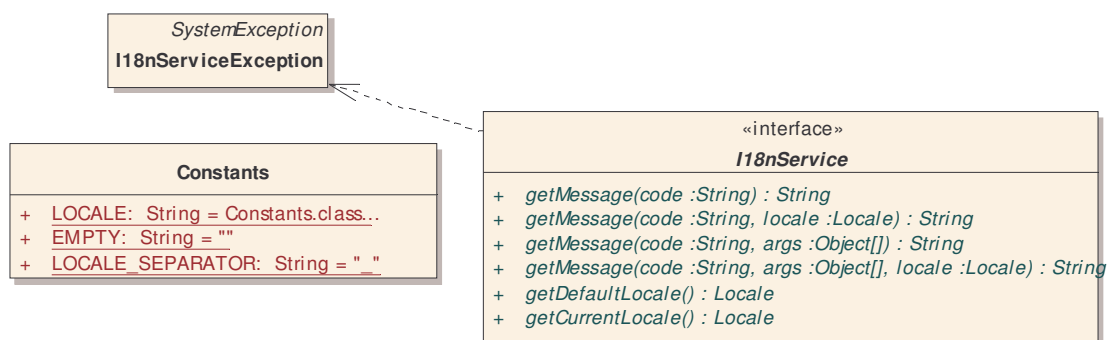 SystemException
I18nServiceException
Constants
+ LOCALE: String = Constants.class...
+ EMPTY: String = ""
+ LOCALE_SEPARATOR: String = "_"
«interface»
I18nService
+ getMessage(code :String) : String
+ getMessage(code :String, locale :Locale) : String
+ getMessage(code :String, args :Object[]) : String
+ getMessage(code :String, args :Object[], locale :Locale) : String
+ getDefaultLocale() : Locale
+ getCurrentLocale() : Locale